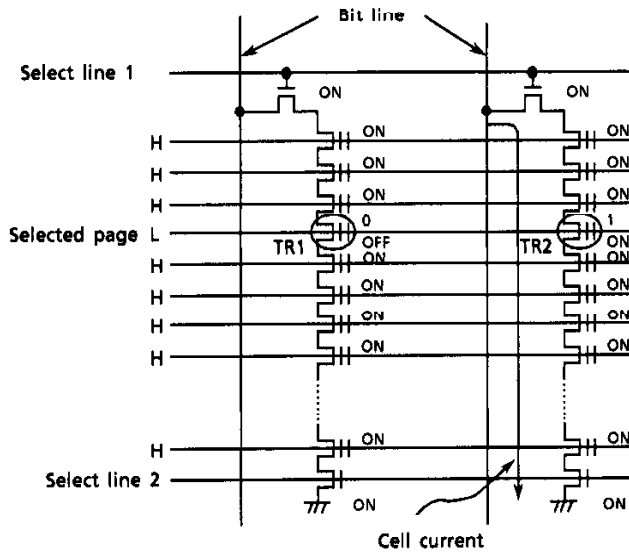 Bit line
Select line 1
ON ON
H ON ON
H ON ON
H ON ON
0 1
Selected page L
TR1 OFF TR2 ON
H ON ON
H ON ON
H ON ON
H ON ON
H ON ON
Select line 2
ON ON
Cell current